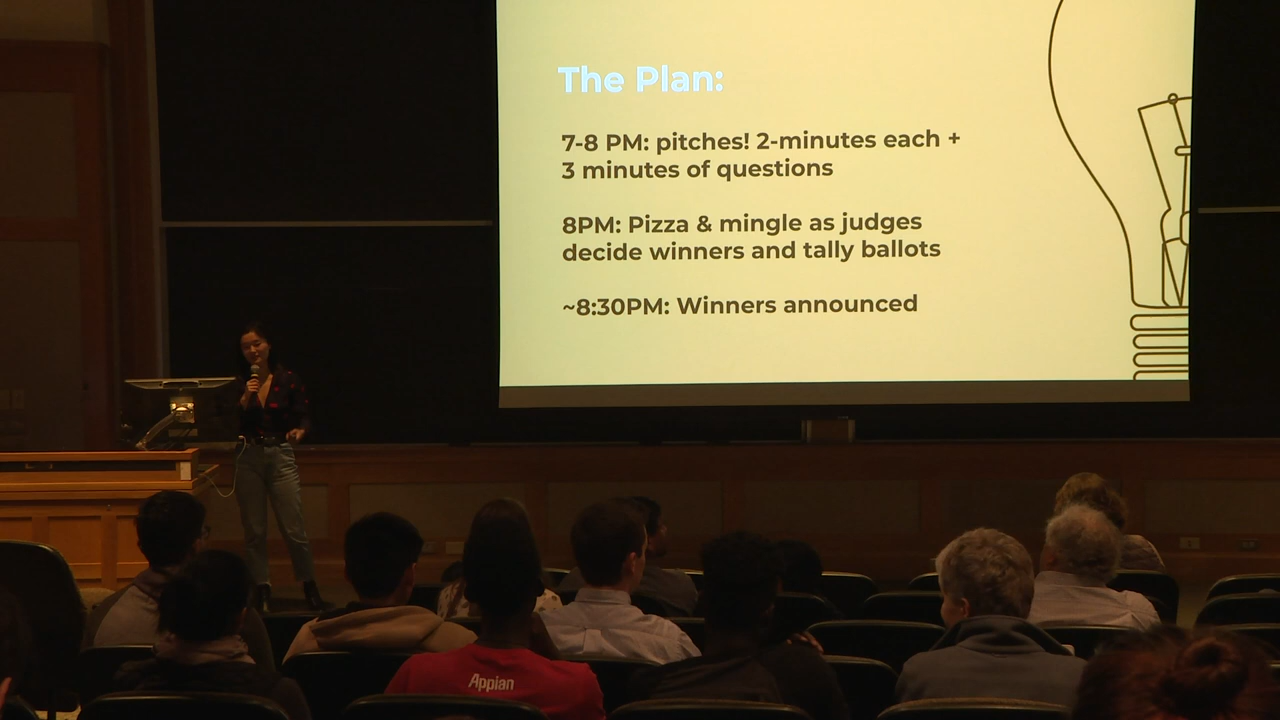 The Plan:
7-8 PM: pitches! 2-minutes each +
3 minutes of questions
8PM: Pizza & mingle as judges
decide winners and tally ballots
~8:30PM: Winners announced
Appian